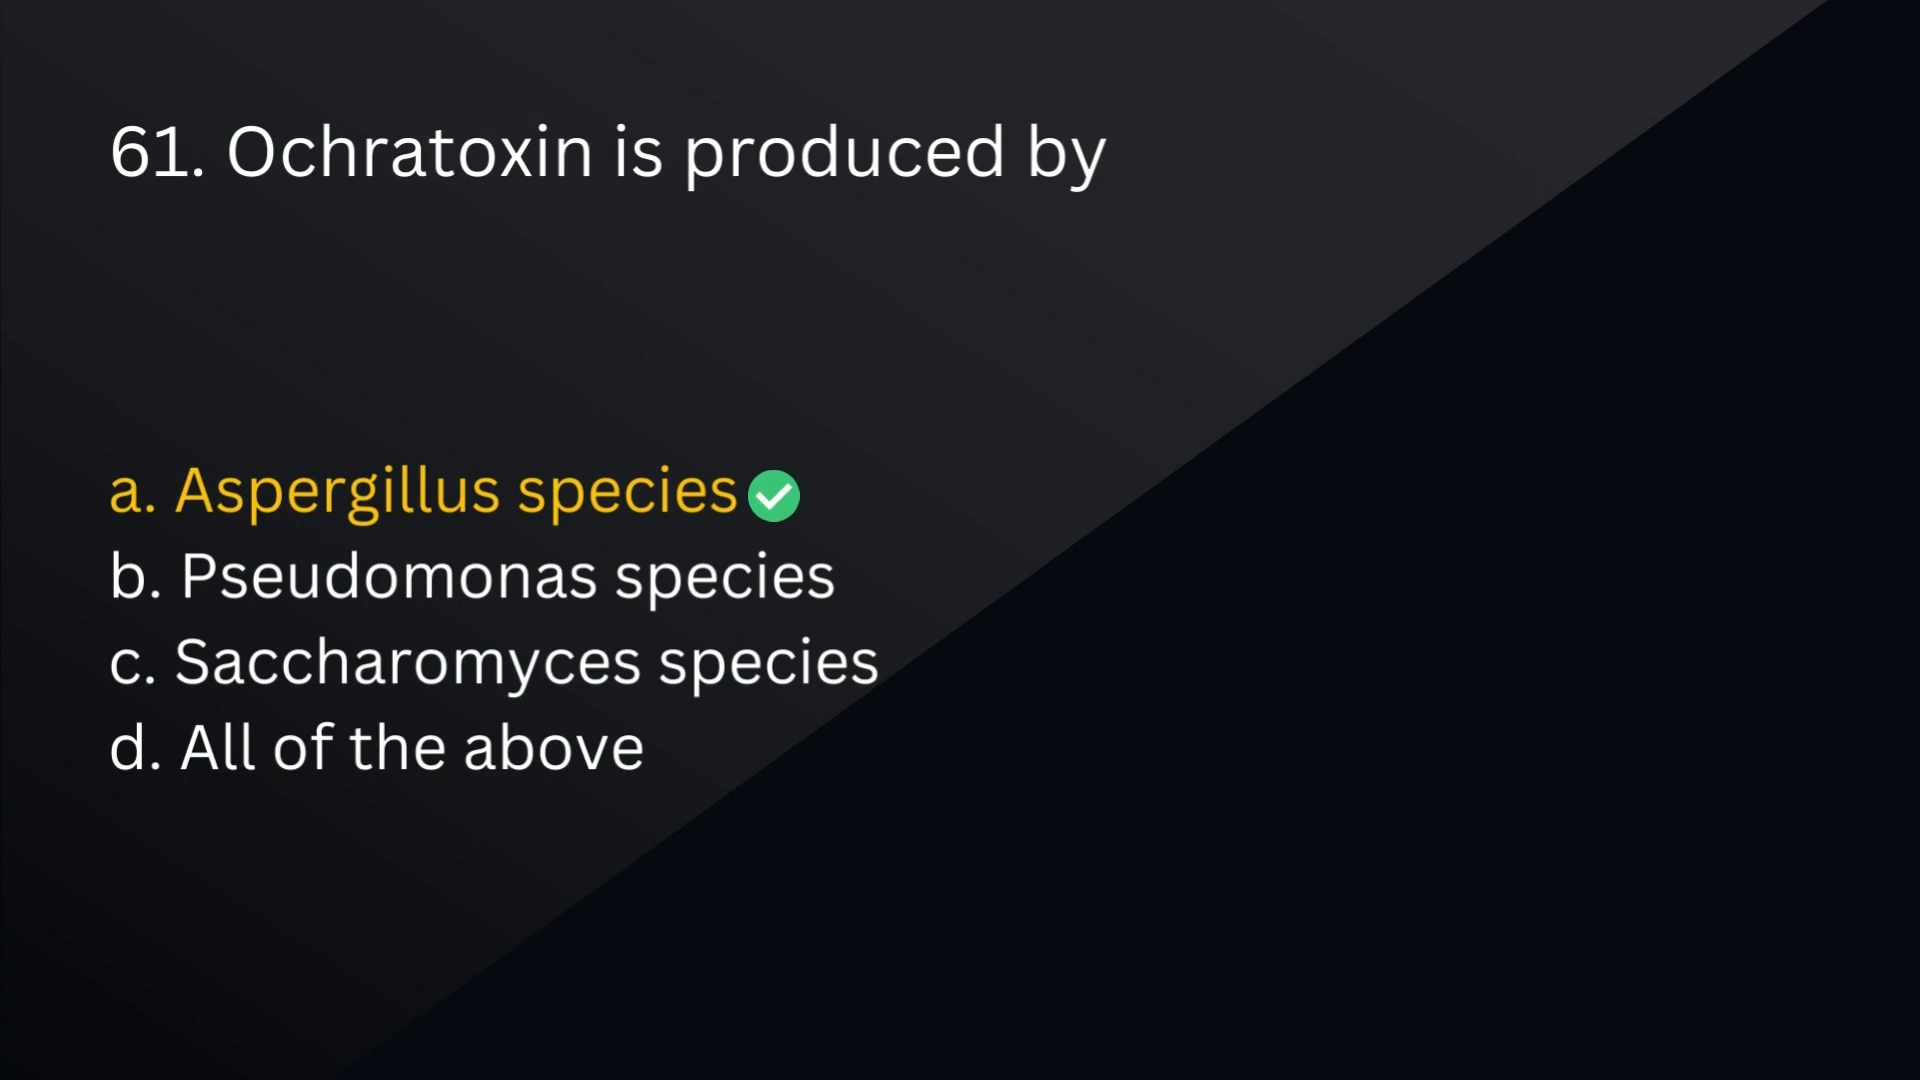 61. Ochratoxin is produced by
a. Aspergillus species
b. Pseudomonas species
c. Saccharomyces species
d. All of the above